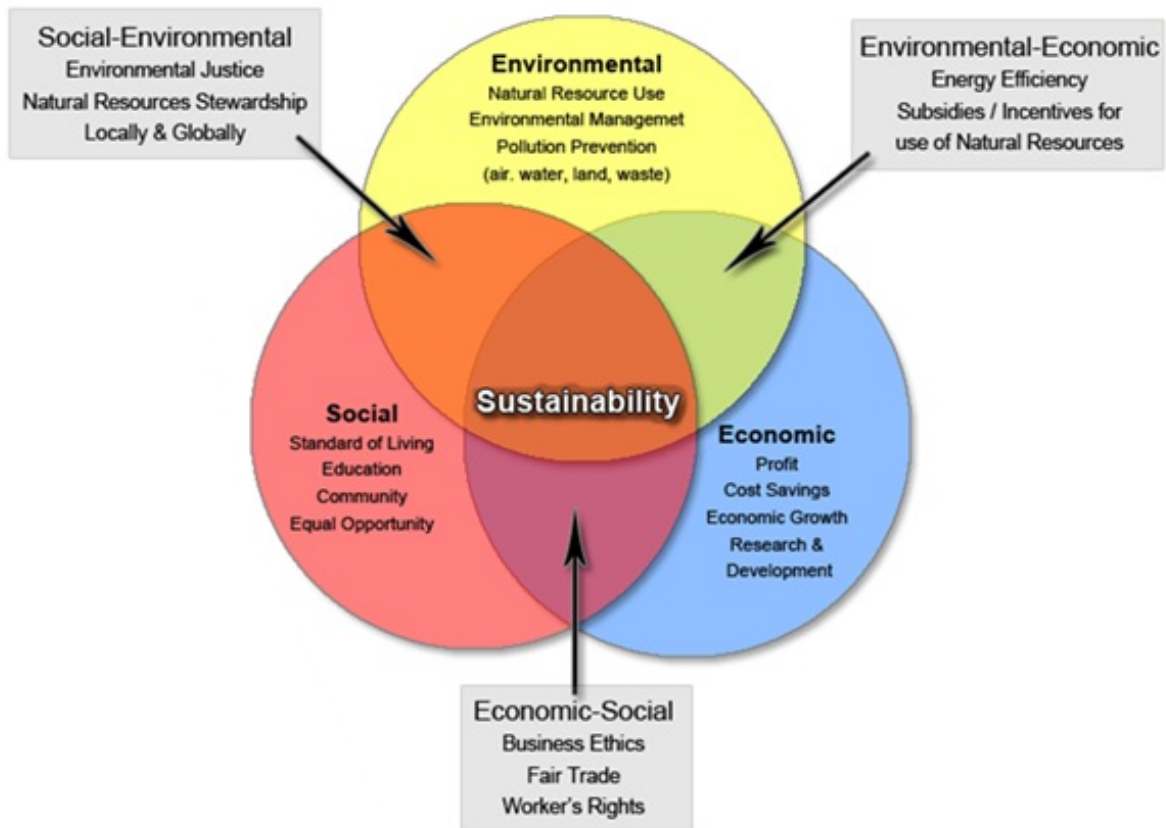 Social-Environmental
Environmental Justice
Natural Resources Stewardship
Locally & Globally
Environmental
Natural Resource Use
Environmental Managemet
Pollution Prevention
(air. water, land, waste)
Environmental-Economic
Energy Efficiency
Subsidies / Incentives for
use of Natural Resources
Sustainability
Social
Standard of Living
Education
Community
Equal Opportunity
Economic
Profit
Cost Savings
Economic Growth
Research &
Development
Economic-Social
Business Ethics
Fair Trade
Worker's Rights